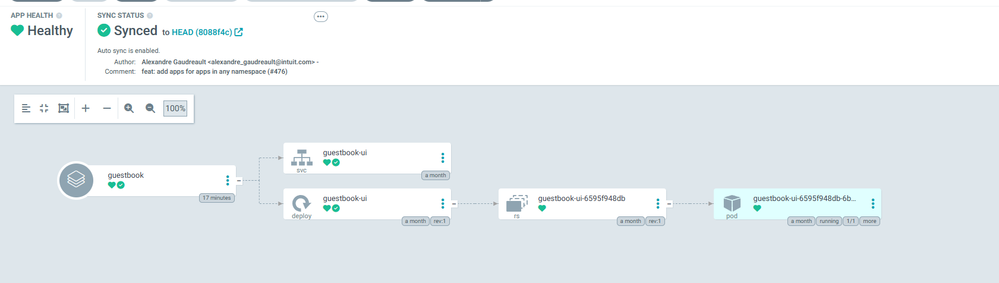 APP HEALTH
Healthy
SYNC STATUS
Synced to HEAD (8088f4c)
Auto sync is enabled.
Author: Alexandre Gaudreault <alexandre_gaudreault@intuit.com> -
Comment: feat: add apps for apps in any namespace (#476)
100%
guestbook
17 minutes
guestbook-ui
svc
a month
guestbook-ui
deploy
a month rev:1
guestbook-ui-6595f948db
rs
a month rev:1
guestbook-ui-6595f948db-6b...
pod
a month running 1/1 more